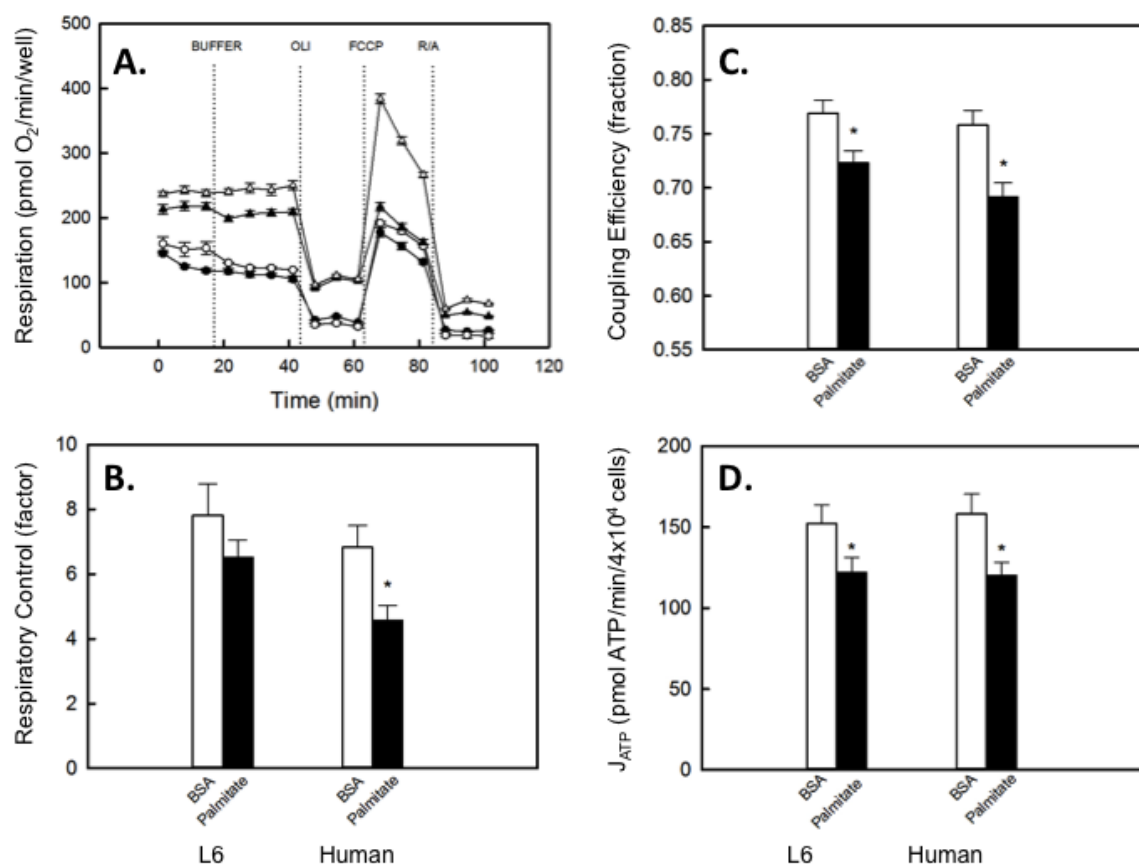 A.
Respiration (pmol O₂/min/well)
500
400
300
200
100
0
BUFFER OLI FCCP R/A
0 20 40 60 80 100 120
Time (min)
C.
Coupling Efficiency (fraction)
0.85
0.80
0.75
0.70
0.65
0.60
0.55
* *
BSA Palmitate BSA Palmitate
B.
Respiratory Control (factor)
10
8
6
4
2
0
*
BSA Palmitate BSA Palmitate
L6 Human
D.
J_ATP (pmol ATP/min/4x10⁴ cells)
200
150
100
50
0
* *
BSA Palmitate BSA Palmitate
L6 Human